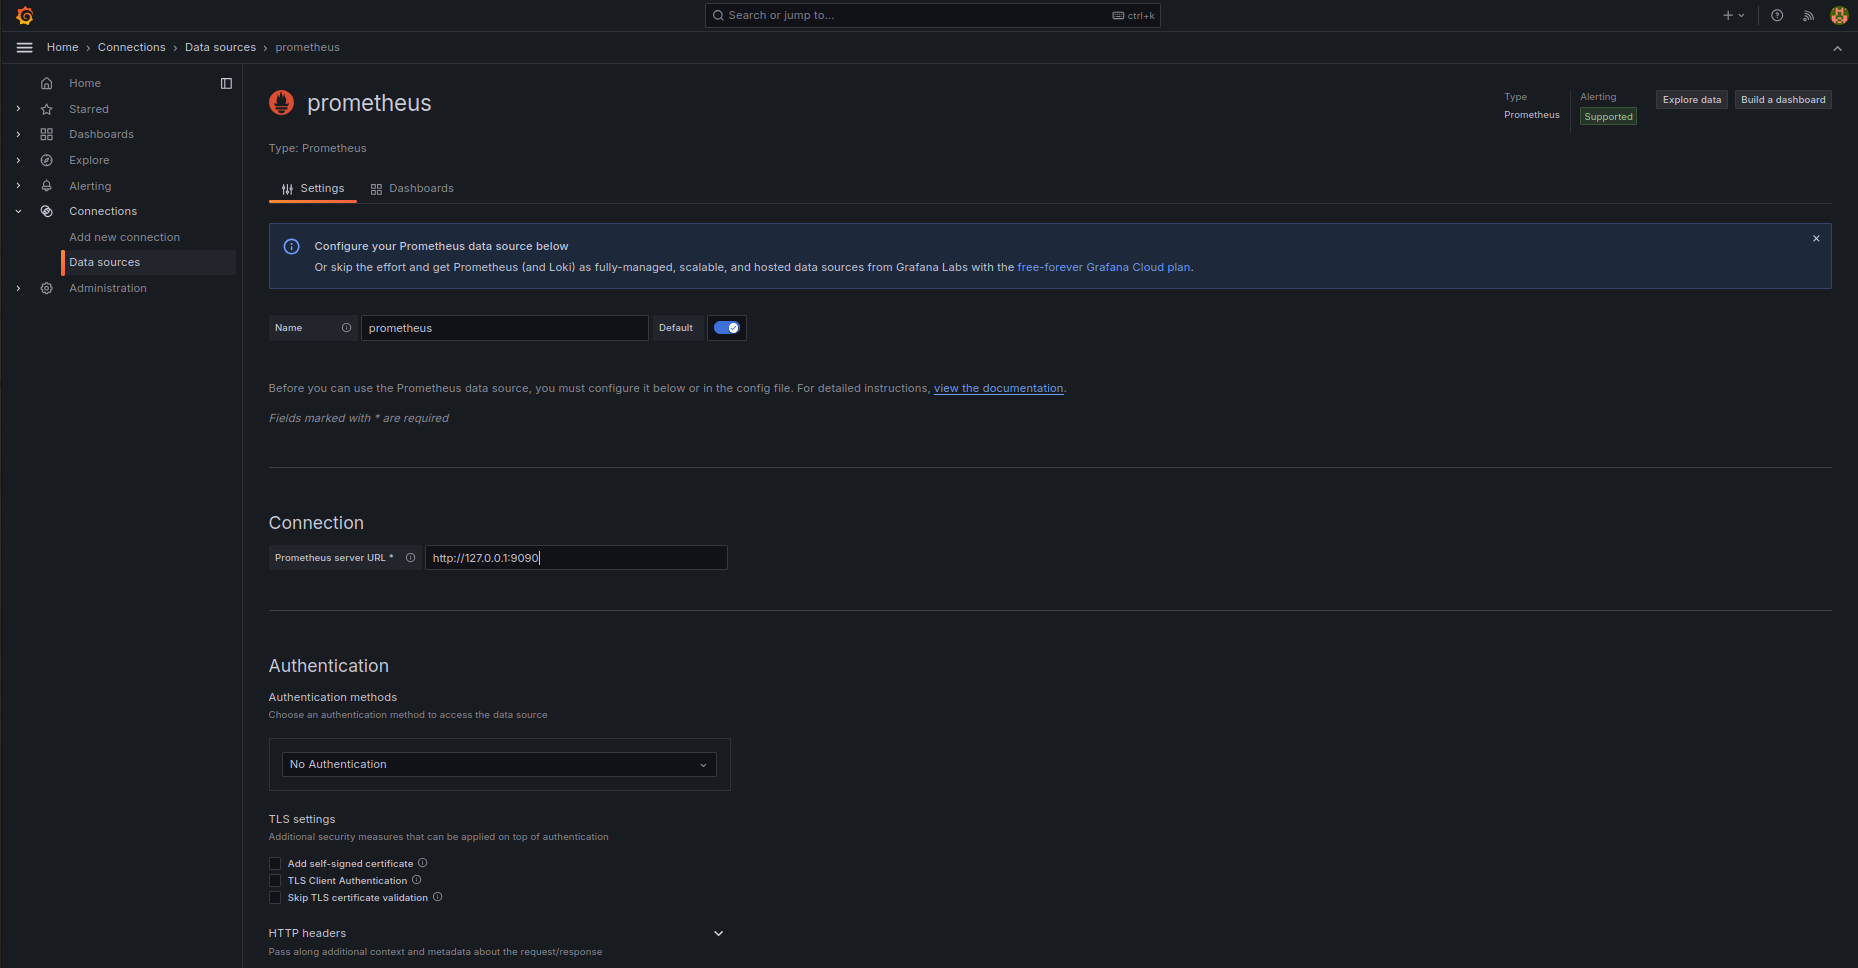 Search or jump to...
ctrl+k
Home › Connections › Data sources › prometheus
Home
Starred
Dashboards
Explore
Alerting
Connections
Add new connection
Data sources
Administration
prometheus
Type
Prometheus
Alerting
Supported
Explore data
Build a dashboard
Type: Prometheus
Settings
Dashboards
Configure your Prometheus data source below
Or skip the effort and get Prometheus (and Loki) as fully-managed, scalable, and hosted data sources from Grafana Labs with the free-forever Grafana Cloud plan.
Name
prometheus
Default
Before you can use the Prometheus data source, you must configure it below or in the config file. For detailed instructions, view the documentation.
Fields marked with * are required
Connection
Prometheus server URL *
http://127.0.0.1:9090
Authentication
Authentication methods
Choose an authentication method to access the data source
No Authentication
TLS settings
Additional security measures that can be applied on top of authentication
Add self-signed certificate
TLS Client Authentication
Skip TLS certificate validation
HTTP headers
Pass along additional context and metadata about the request/response